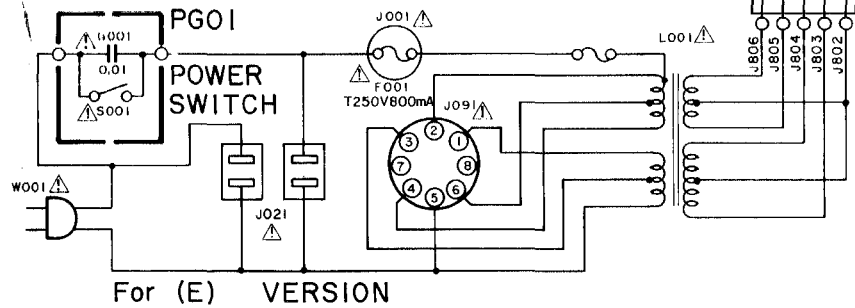 PG01
G001
0.01
POWER
SWITCH
S001
J001
F001
T250V800mA
J091
L001
J806
J805
J804
J803
J802
3
2
1
7
8
4
5
6
W001
J021
For (E) VERSION